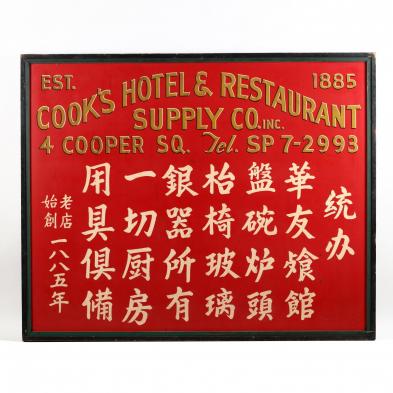 EST. 1885
COOK'S HOTEL & RESTAURANT
SUPPLY CO. INC.
4 COOPER SQ. Tel. SP 7-2993
统办
華友飧館
盤碗炉頭
枱椅玻璃
銀器所有
一切厨房
用具俱備
老店始創
一八八五年